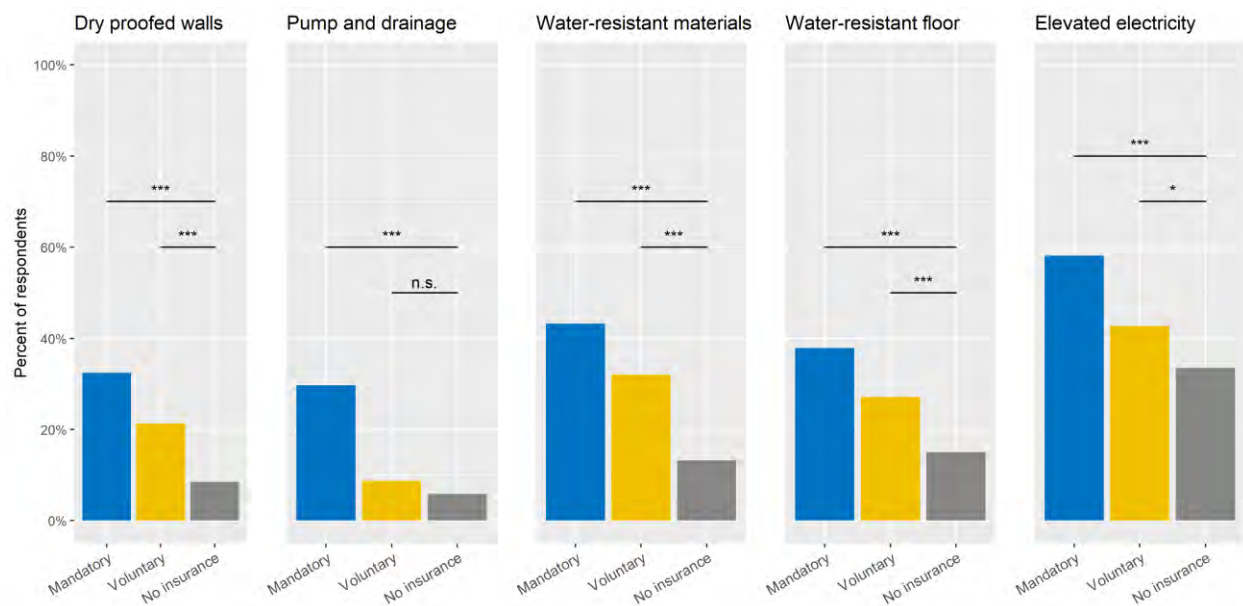 Dry proofed walls
Pump and drainage
Water-resistant materials
Water-resistant floor
Elevated electricity
Percent of respondents
100%
80%
60%
40%
20%
0%
***
***
***
n.s.
***
***
***
***
***
*
Mandatory
Voluntary
No insurance
Mandatory
Voluntary
No insurance
Mandatory
Voluntary
No insurance
Mandatory
Voluntary
No insurance
Mandatory
Voluntary
No insurance